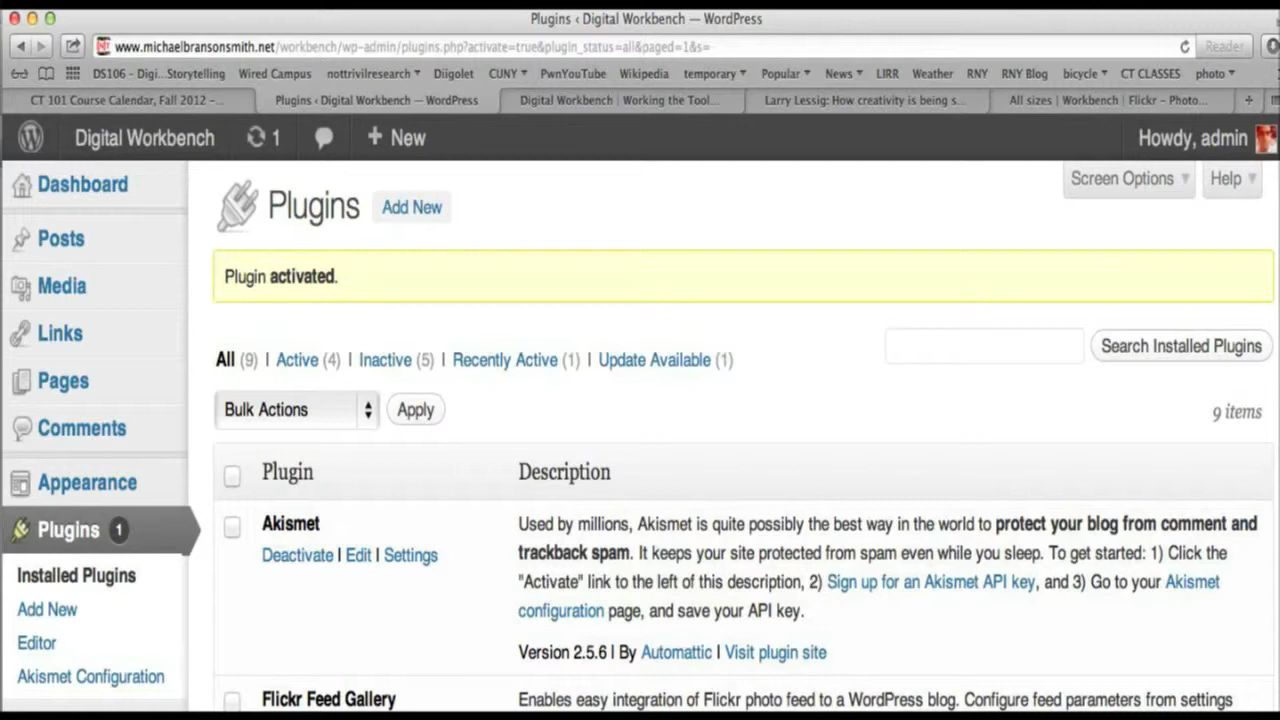 Plugins ‹ Digital Workbench — WordPress
www.michaelbransonsmith.net/workbench/wp-admin/plugins.php?activate=true&plugin_status=all&paged=1&s=
Reader
DS106 - Digi...Storytelling Wired Campus nottrivilresearch Diigolet CUNY PwnYouTube Wikipedia temporary Popular News LIRR Weather RNY RNY Blog bicycle CT CLASSES photo
CT 101 Course Calendar, Fall 2012 -... Plugins ‹ Digital Workbench — WordPress Digital Workbench | Working the Tool... Larry Lessig: How creativity is being s... All sizes | Workbench | Flickr - Photo... +
Digital Workbench 1 + New Howdy, admin
Dashboard
Posts
Media
Links
Pages
Comments
Appearance
Plugins 1
Installed Plugins
Add New
Editor
Akismet Configuration
Screen Options Help
Plugins Add New
Plugin activated.
All (9) | Active (4) | Inactive (5) | Recently Active (1) | Update Available (1)
Search Installed Plugins
Bulk Actions Apply
9 items
Plugin Description
Akismet
Deactivate | Edit | Settings
Used by millions, Akismet is quite possibly the best way in the world to protect your blog from comment and
trackback spam. It keeps your site protected from spam even while you sleep. To get started: 1) Click the
"Activate" link to the left of this description, 2) Sign up for an Akismet API key, and 3) Go to your Akismet
configuration page, and save your API key.
Version 2.5.6 | By Automattic | Visit plugin site
Flickr Feed Gallery
Enables easy integration of Flickr photo feed to a WordPress blog. Configure feed parameters from settings